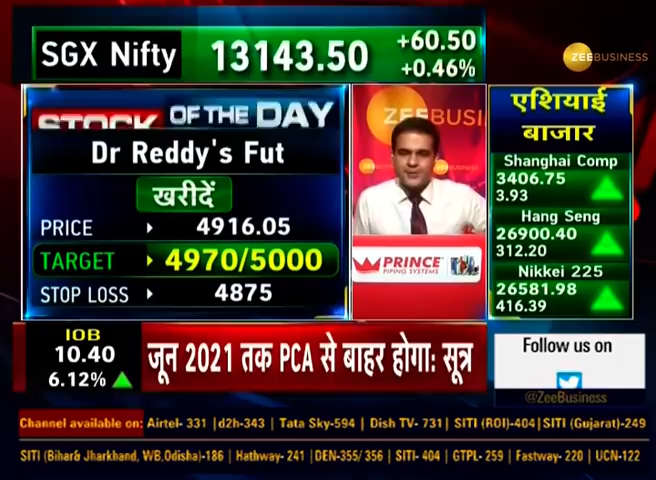 SGX Nifty 13143.50 +60.50
+0.46%
ZEEBUSINESS
STOCK OF THE DAY
Dr Reddy's Fut
खरीदें
PRICE 4916.05
TARGET 4970/5000
STOP LOSS 4875
ZEEBUSI
PRINCE
PIPING SYSTEMS
एशियाई
बाजार
Shanghai Comp
3406.75
3.93
Hang Seng
26900.40
312.20
Nikkei 225
26581.98
416.39
IOB
10.40
6.12%
जून 2021 तक PCA से बाहर होगा: सूत्र
Follow us on
@ZeeBusiness
Channel available on: Airtel- 331 | d2h-343 | Tata Sky-594 | Dish TV- 731 | SITI (ROI)-404 | SITI (Gujarat)-249
SITI (Bihar & Jharkhand, WB,Odisha)-186 | Hathway- 241 | DEN-355/ 356 | SITI- 404 | GTPL- 259 | Fastway- 220 | UCN-122